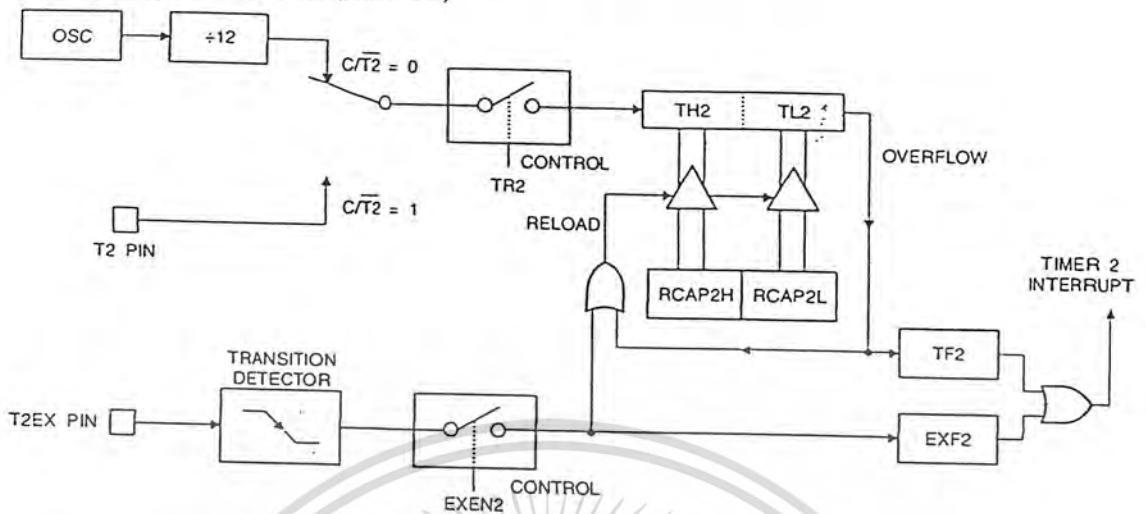 OSC
÷12
C/T2̅ = 0
TH2
TL2
CONTROL
TR2
OVERFLOW
C/T2̅ = 1
T2 PIN
RELOAD
RCAP2H
RCAP2L
TIMER 2
INTERRUPT
TRANSITION
DETECTOR
TF2
T2EX PIN
EXF2
CONTROL
EXEN2